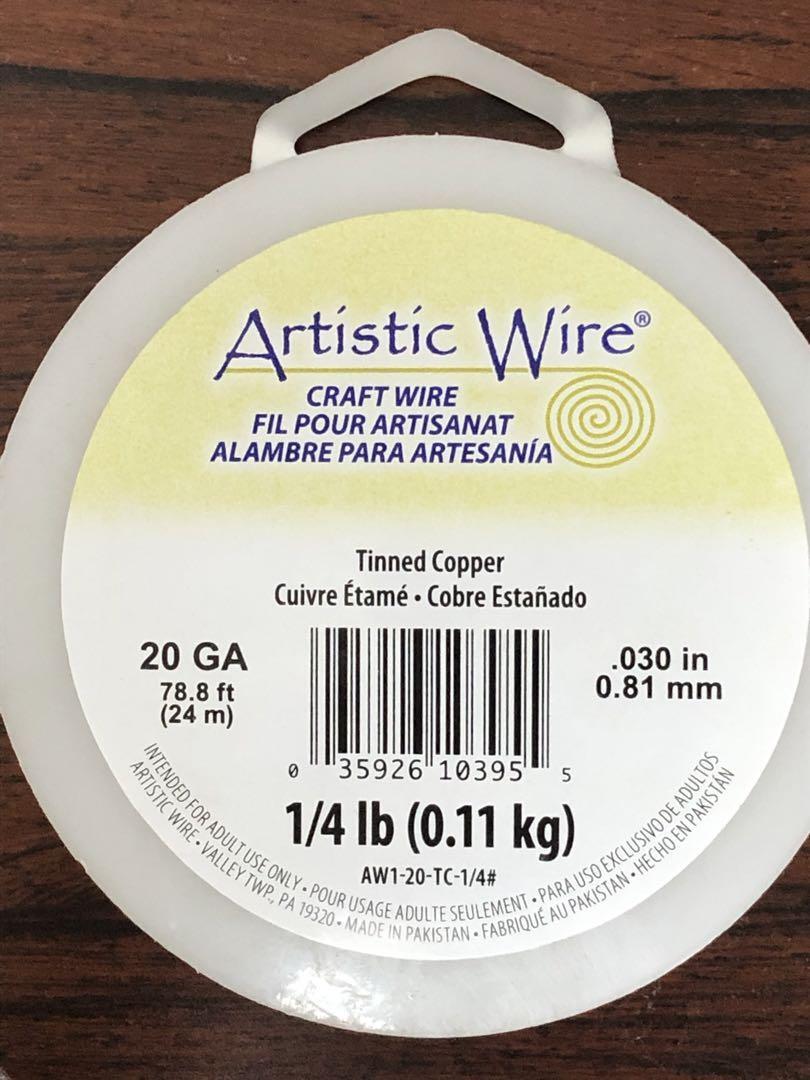 Artistic Wire®
CRAFT WIRE
FIL POUR ARTISANAT
ALAMBRE PARA ARTESANÍA
Tinned Copper
Cuivre Étamé • Cobre Estañado
20 GA
78.8 ft
(24 m)
.030 in
0.81 mm
0 35926 10395 5
1/4 lb (0.11 kg)
AW1-20-TC-1/4#
INTENDED FOR ADULT USE ONLY • POUR USAGE ADULTE SEULEMENT • PARA USO EXCLUSIVO DE ADULTOS
ARTISTIC WIRE • VALLEY TWP., PA 19320 • MADE IN PAKISTAN • FABRIQUÉ AU PAKISTAN • HECHO EN PAKISTÁN